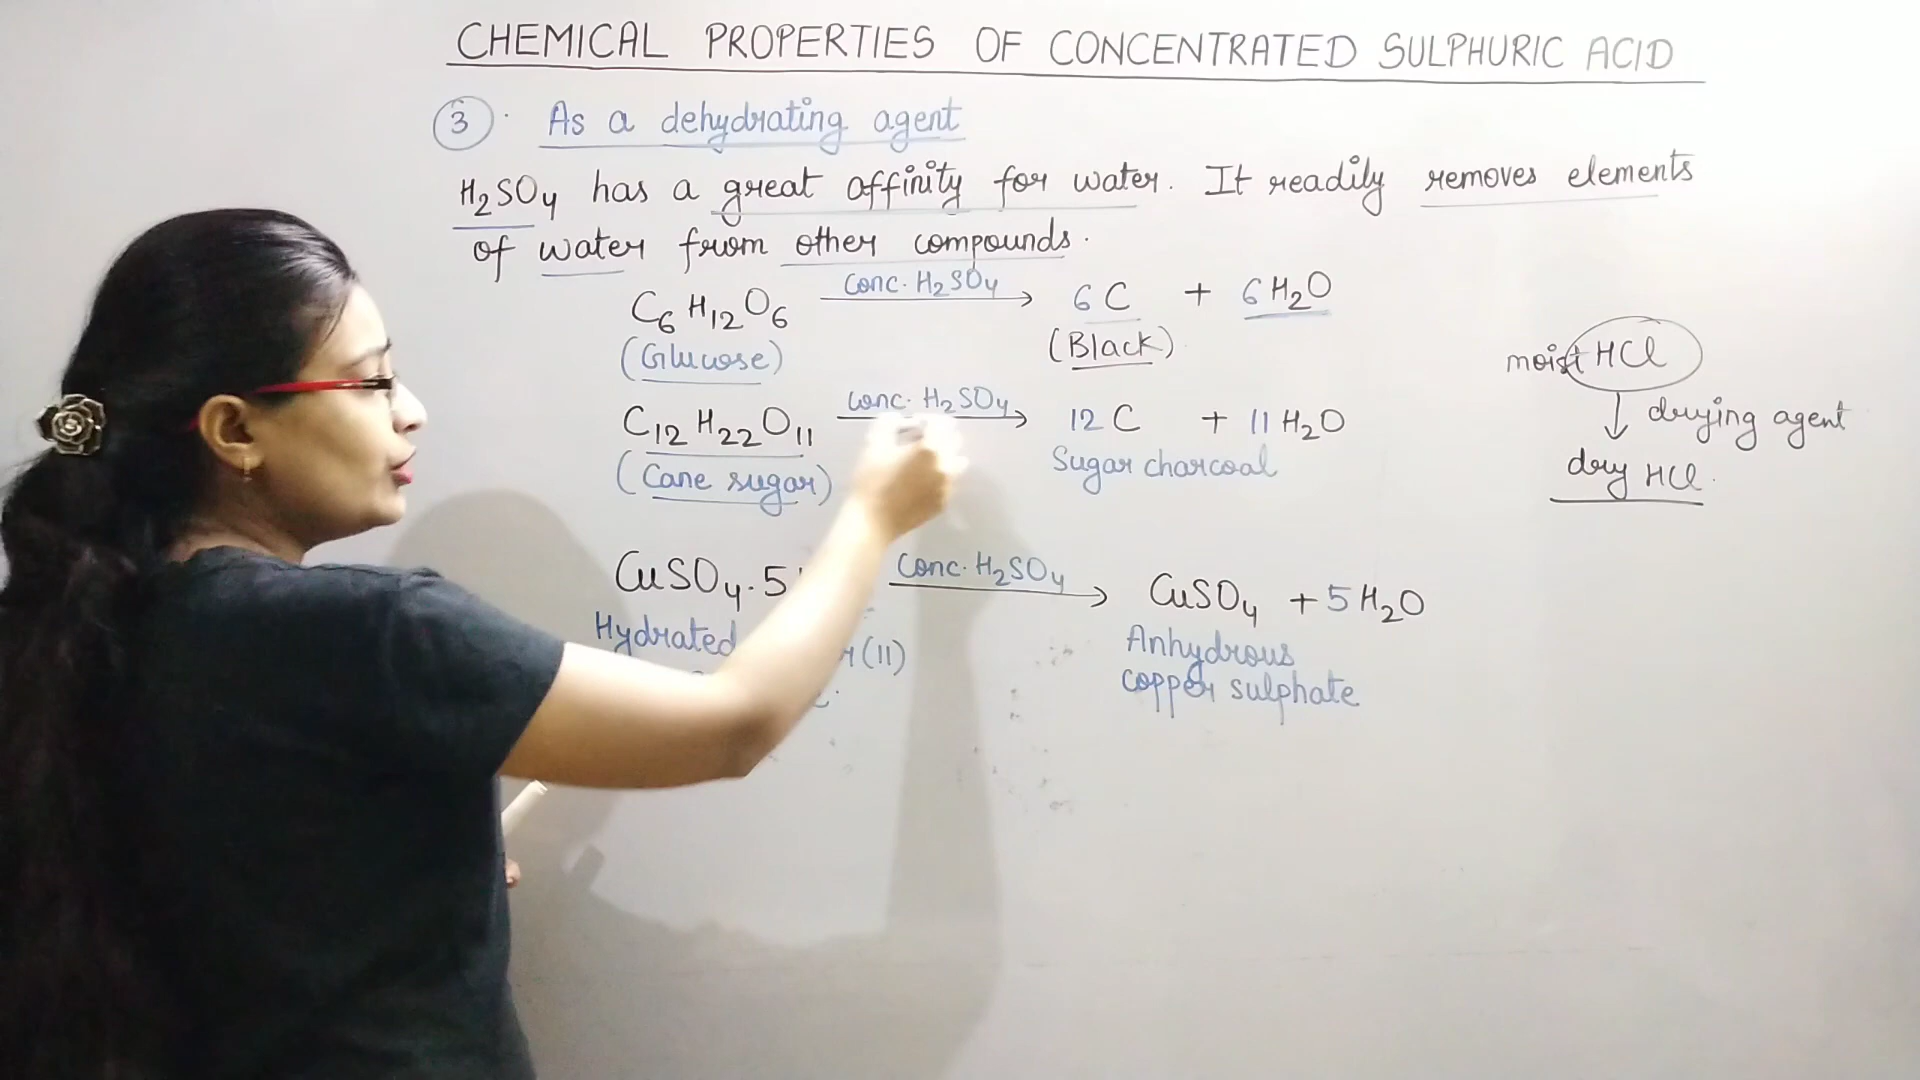 CHEMICAL PROPERTIES OF CONCENTRATED SULPHURIC ACID
3. As a dehydrating agent
H₂SO₄ has a great affinity for water. It readily removes elements
of water from other compounds.
C₆H₁₂O₆ conc. H₂SO₄ → 6C + 6H₂O
(Glucose) (Black)
C₁₂H₂₂O₁₁ conc. H₂SO₄ → 12C + 11H₂O
(Cane sugar) Sugar charcoal
CuSO₄·5 Conc. H₂SO₄ → CuSO₄ + 5H₂O
Hydrated (II) Anhydrous
copper sulphate
moist HCl
↓ drying agent
dry HCl.